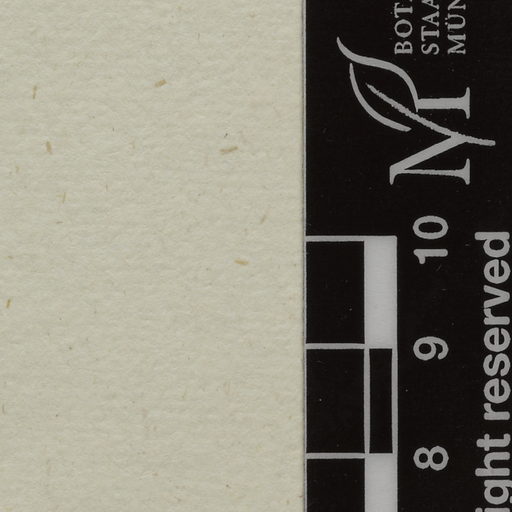 BOT
STAA
MÜN
M
10
9
8
ight reserved